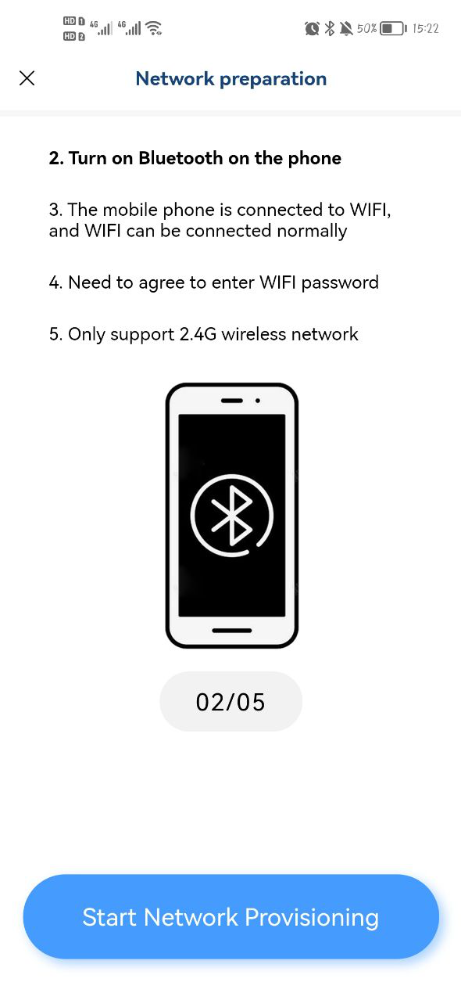 HD 1 4G 4G 50% 15:22
HD 2
Network preparation
2. Turn on Bluetooth on the phone
3. The mobile phone is connected to WIFI,
and WIFI can be connected normally
4. Need to agree to enter WIFI password
5. Only support 2.4G wireless network
02/05
Start Network Provisioning